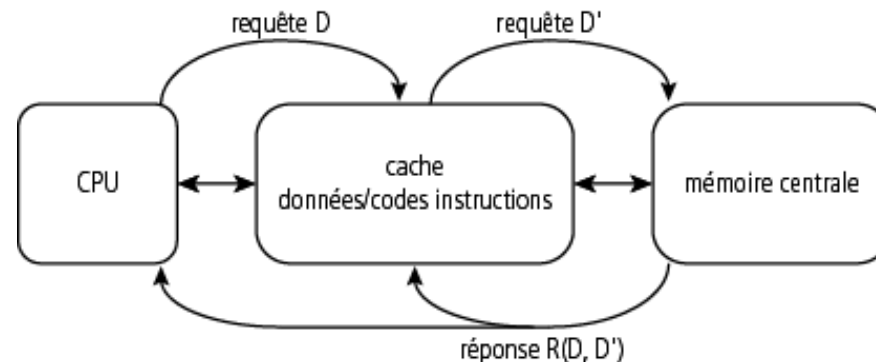 requête D
requête D'
CPU
cache
données/codes instructions
mémoire centrale
réponse R(D, D')